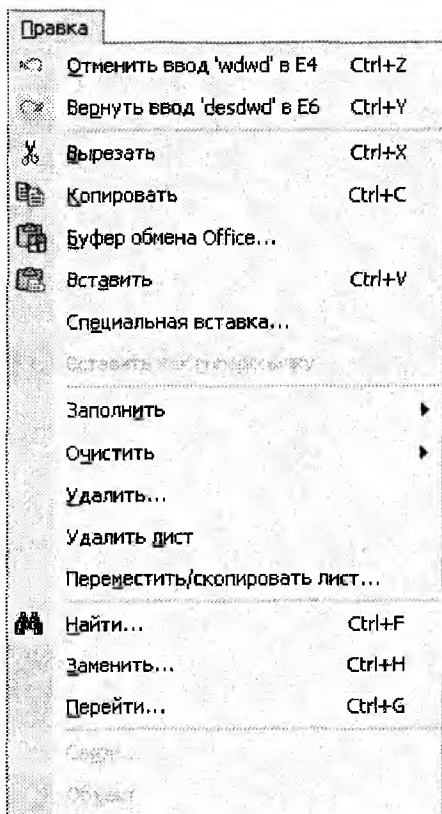 Правка
Отменить ввод 'wdwd' в E4 Ctrl+Z
Вернуть ввод 'desdwd' в E6 Ctrl+Y
Вырезать Ctrl+X
Копировать Ctrl+C
Буфер обмена Office...
Вставить Ctrl+V
Специальная вставка...
Заполнить
Очистить
Удалить...
Удалить лист
Переместить/скопировать лист...
Найти... Ctrl+F
Заменить... Ctrl+H
Перейти... Ctrl+G
Объект